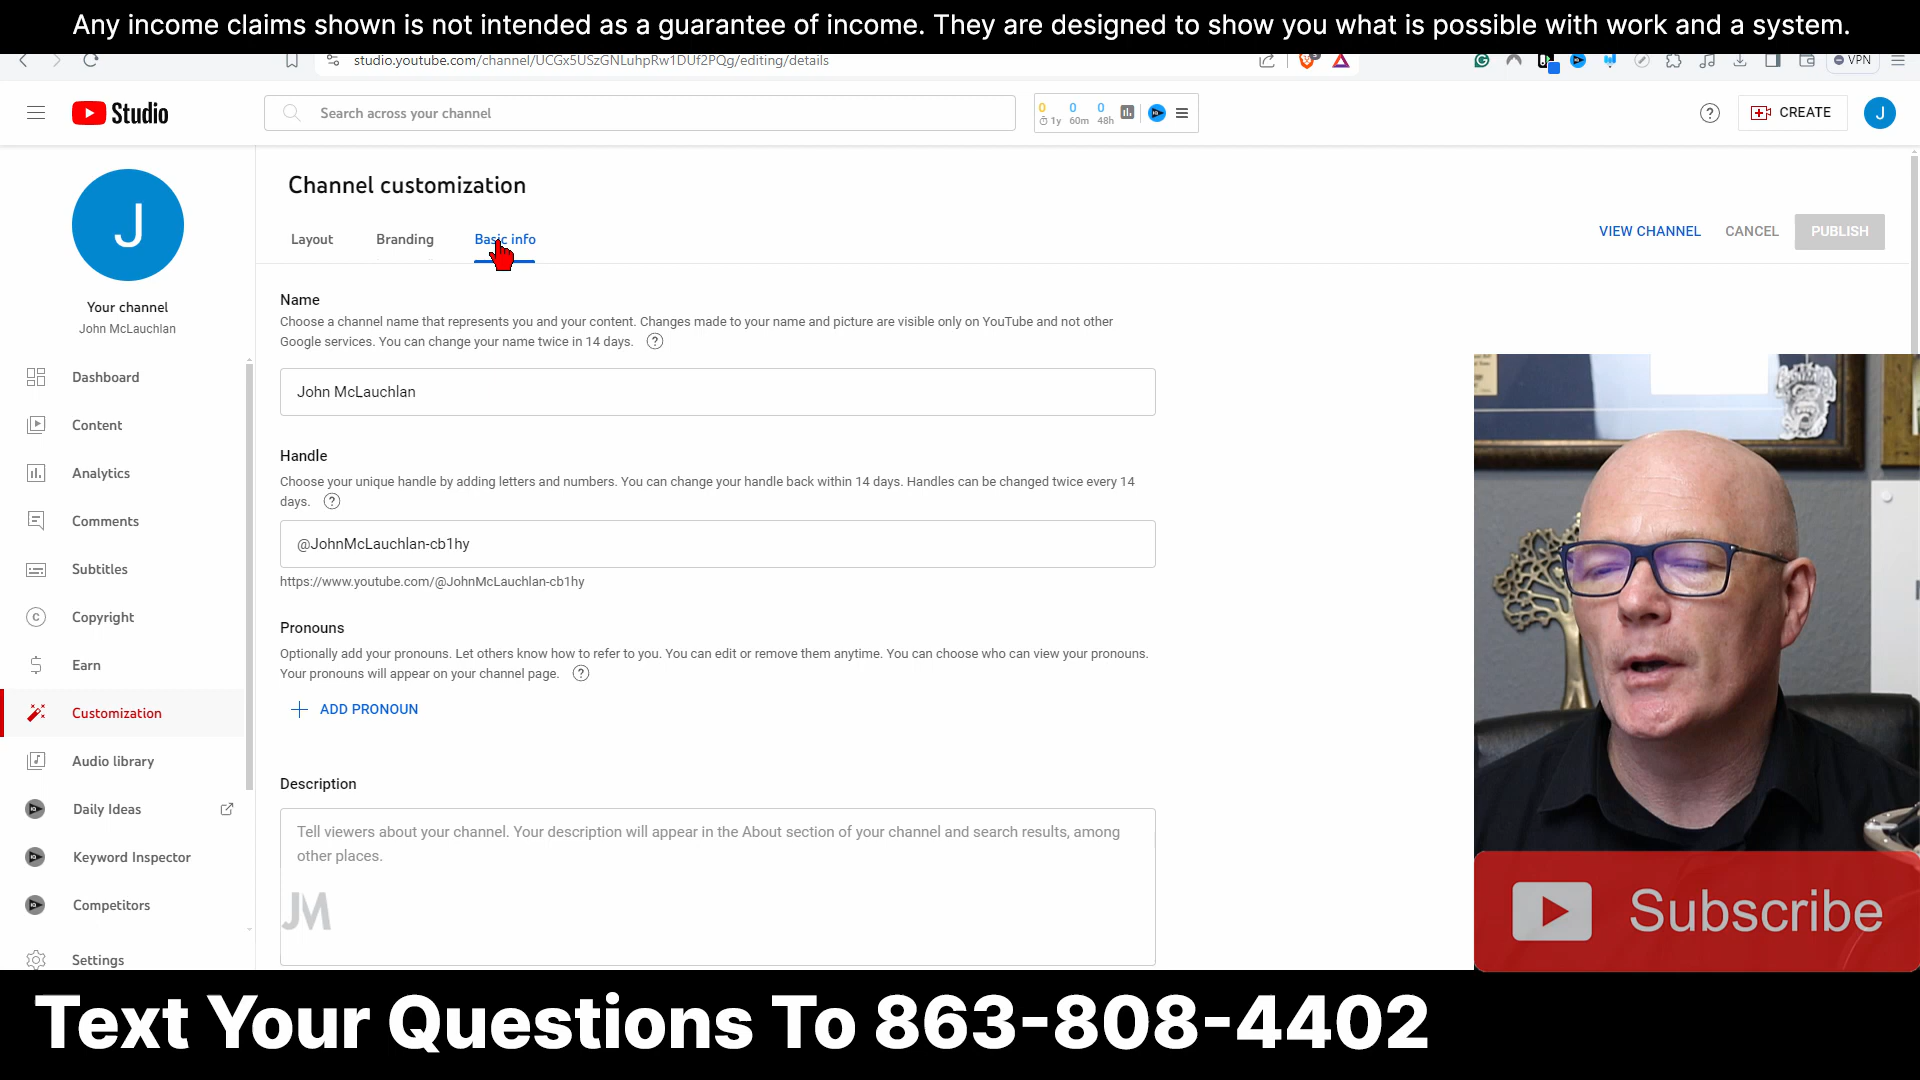 Any income claims shown is not intended as a guarantee of income. They are designed to show you what is possible with work and a system.
studio.youtube.com/channel/UCGx5USzGNLuhpRw1DUf2PQg/editing/details
VPN
Studio
Search across your channel
0 0 0
1y 60m 48h
CREATE
J
J
Your channel
John McLauchlan
Dashboard
Content
Analytics
Comments
Subtitles
Copyright
Earn
Customization
Audio library
Daily Ideas
Keyword Inspector
Competitors
Settings
Channel customization
Layout Branding Basic info
VIEW CHANNEL CANCEL PUBLISH
Name
Choose a channel name that represents you and your content. Changes made to your name and picture are visible only on YouTube and not other
Google services. You can change your name twice in 14 days.
John McLauchlan
Handle
Choose your unique handle by adding letters and numbers. You can change your handle back within 14 days. Handles can be changed twice every 14
days.
@JohnMcLauchlan-cb1hy
https://www.youtube.com/@JohnMcLauchlan-cb1hy
Pronouns
Optionally add your pronouns. Let others know how to refer to you. You can edit or remove them anytime. You can choose who can view your pronouns.
Your pronouns will appear on your channel page.
ADD PRONOUN
Description
Tell viewers about your channel. Your description will appear in the About section of your channel and search results, among
other places.
JM
Subscribe
Text Your Questions To 863-808-4402